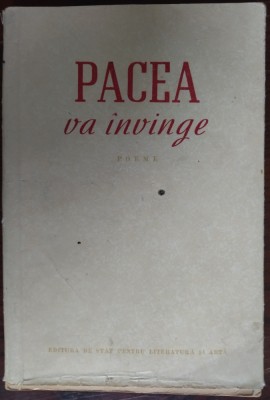 PACEA
va învinge
POEME
EDITURA DE STAT PENTRU LITERATURĂ ȘI ARTĂ